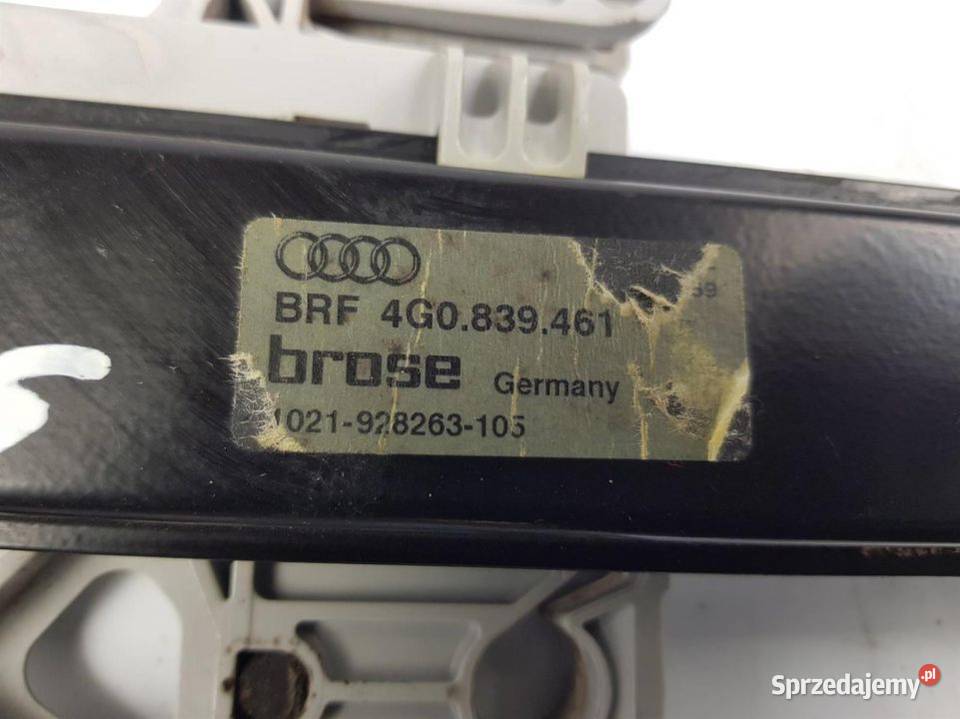 BRF 4G0.839.461
brose Germany
1021-928263-105
Sprzedajemy.pl